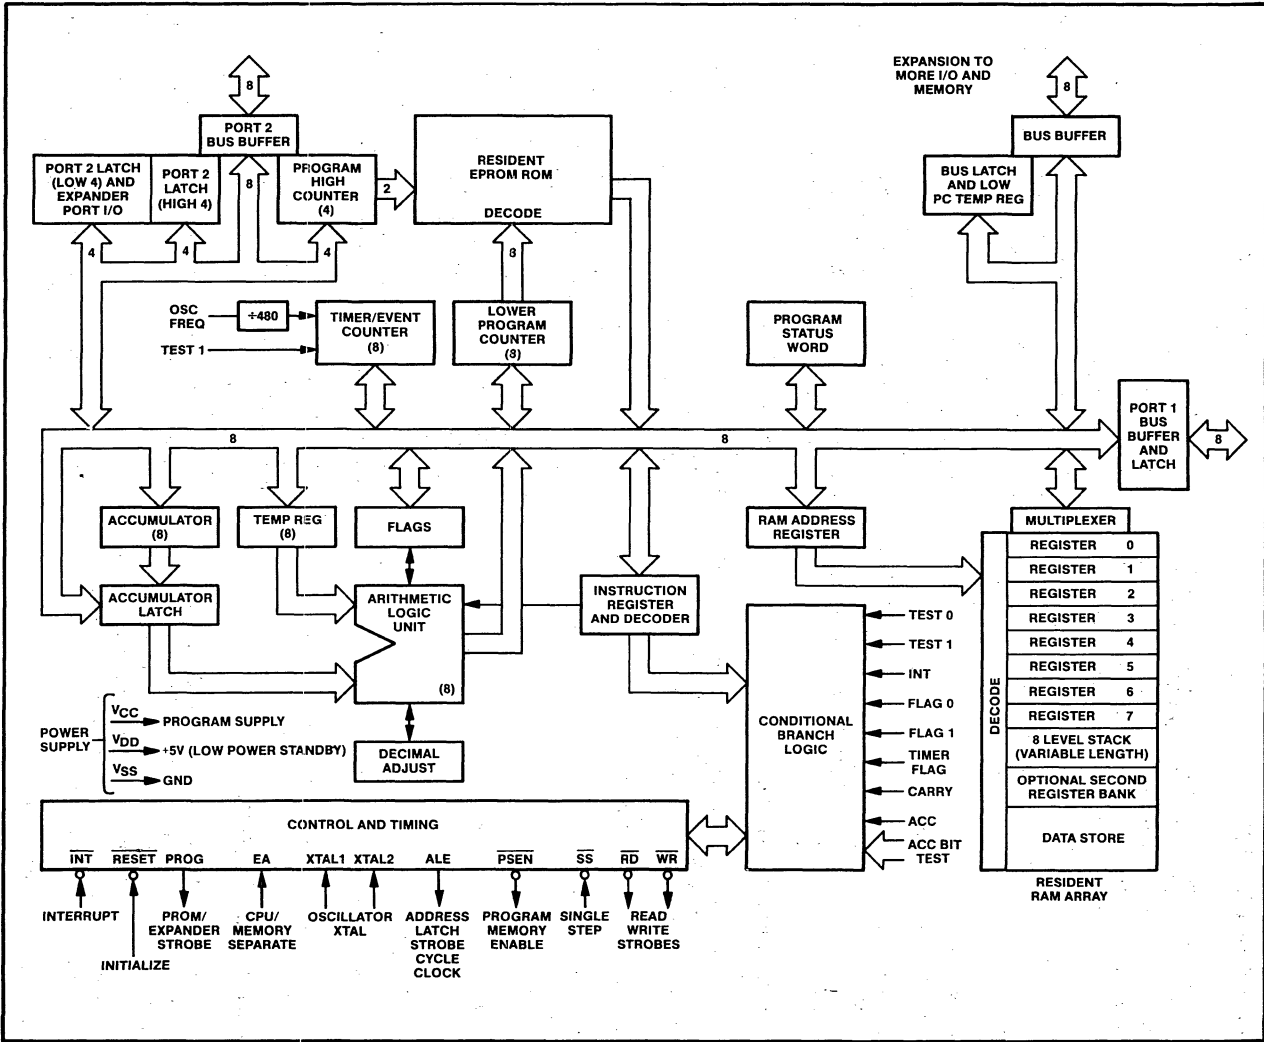 8
EXPANSION TO
MORE I/O AND
MEMORY
8
PORT 2
BUS BUFFER
BUS BUFFER
PORT 2 LATCH
(LOW 4) AND
EXPANDER
PORT I/O
PORT 2
LATCH
(HIGH 4)
8
PROGRAM
HIGH
COUNTER
(4)
2
RESIDENT
EPROM ROM
DECODE
BUS LATCH
AND LOW
PC TEMP REG
4
4
4
8
OSC
FREQ
÷480
TEST 1
TIMER/EVENT
COUNTER
(8)
LOWER
PROGRAM
COUNTER
(8)
PROGRAM
STATUS
WORD
PORT 1
BUS
BUFFER
AND
LATCH
8
8
8
ACCUMULATOR
(8)
TEMP REG
(8)
FLAGS
RAM ADDRESS
REGISTER
MULTIPLEXER
ACCUMULATOR
LATCH
ARITHMETIC
LOGIC
UNIT
(8)
INSTRUCTION
REGISTER
AND DECODER
DECODE
REGISTER 0
REGISTER 1
REGISTER 2
REGISTER 3
REGISTER 4
REGISTER 5
REGISTER 6
REGISTER 7
8 LEVEL STACK
(VARIABLE LENGTH)
OPTIONAL SECOND
REGISTER BANK
DATA STORE
RESIDENT
RAM ARRAY
CONDITIONAL
BRANCH
LOGIC
TEST 0
TEST 1
INT
FLAG 0
FLAG 1
TIMER
FLAG
CARRY
ACC
ACC BIT
TEST
POWER
SUPPLY
VCC
PROGRAM SUPPLY
VDD
+5V (LOW POWER STANDBY)
VSS
GND
DECIMAL
ADJUST
CONTROL AND TIMING
INT RESET PROG EA XTAL1 XTAL2 ALE PSEN SS RD WR
INTERRUPT
INITIALIZE
PROM/
EXPANDER
STROBE
CPU/
MEMORY
SEPARATE
OSCILLATOR
XTAL
ADDRESS
LATCH
STROBE
CYCLE
CLOCK
PROGRAM
MEMORY
ENABLE
SINGLE
STEP
READ
WRITE
STROBES